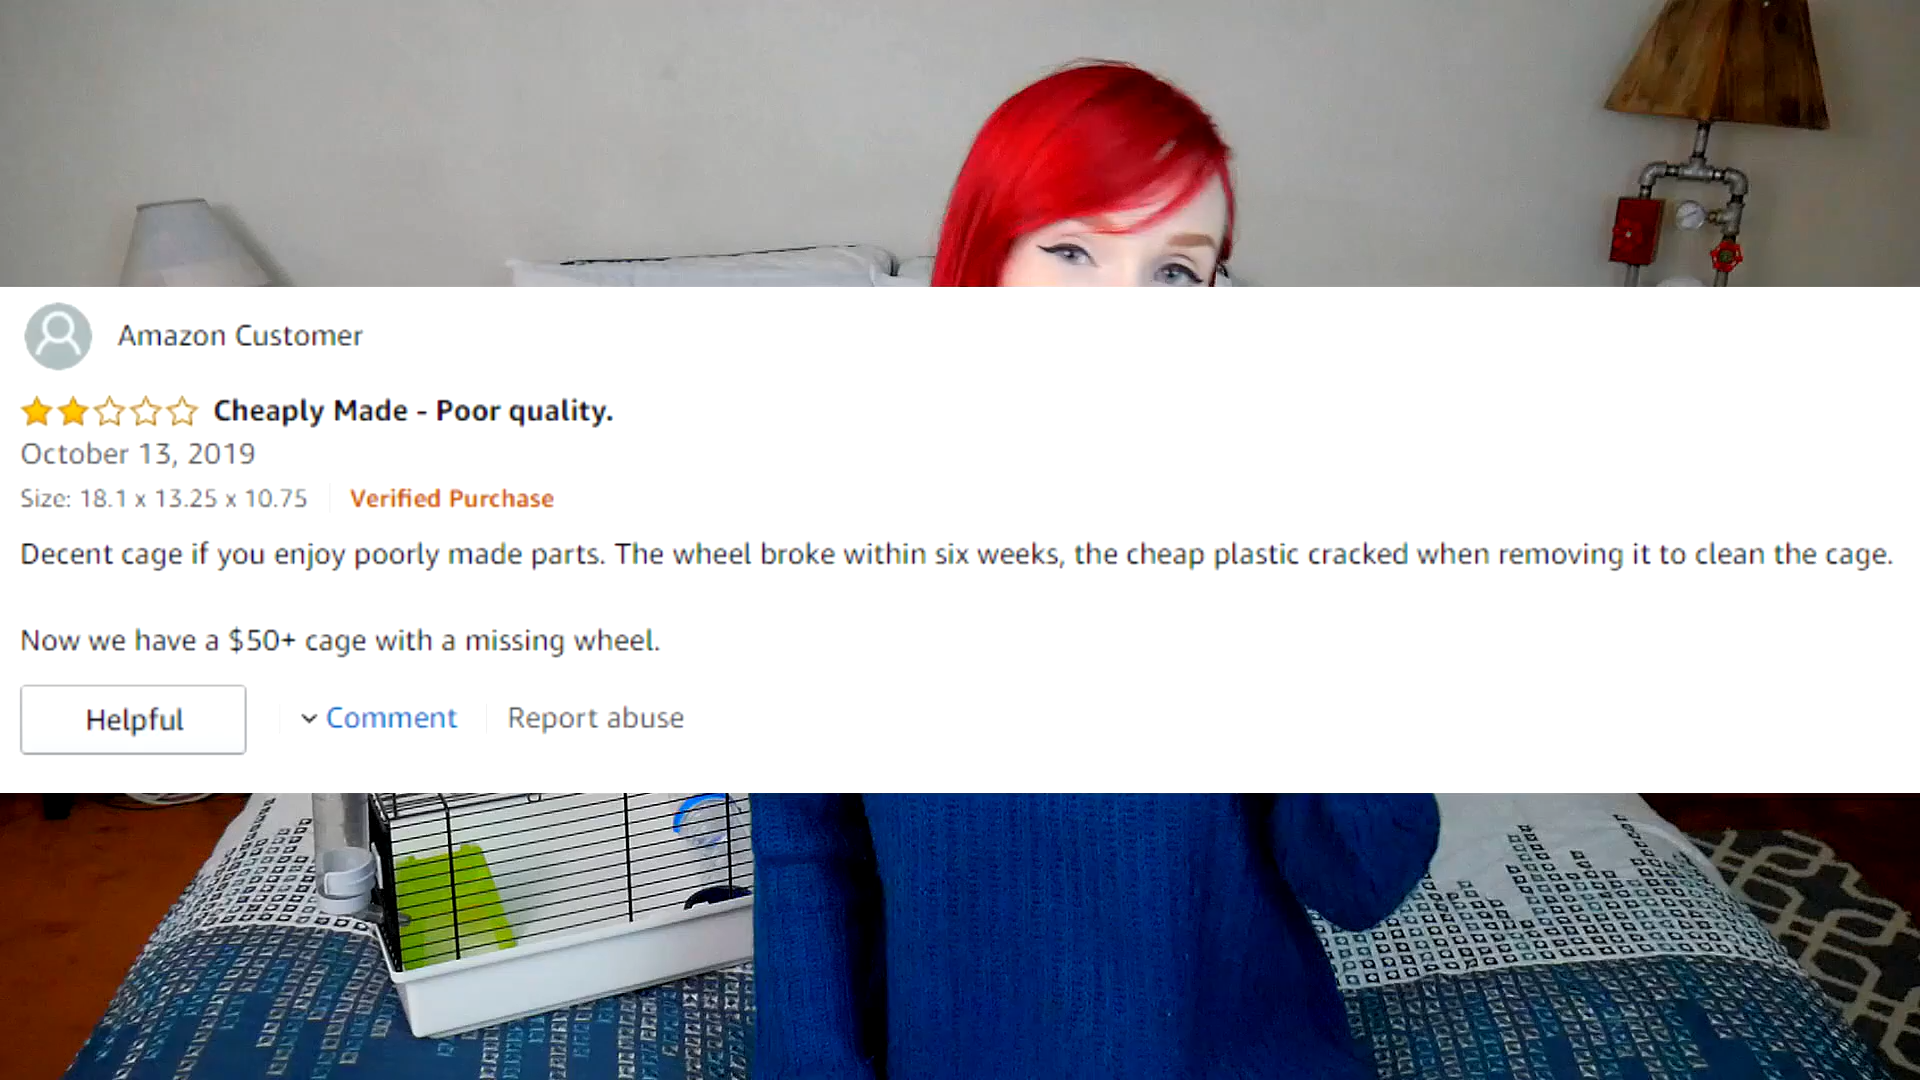 Amazon Customer
Cheaply Made - Poor quality.
October 13, 2019
Size: 18.1 x 13.25 x 10.75 Verified Purchase
Decent cage if you enjoy poorly made parts. The wheel broke within six weeks, the cheap plastic cracked when removing it to clean the cage.
Now we have a $50+ cage with a missing wheel.
Helpful Comment Report abuse